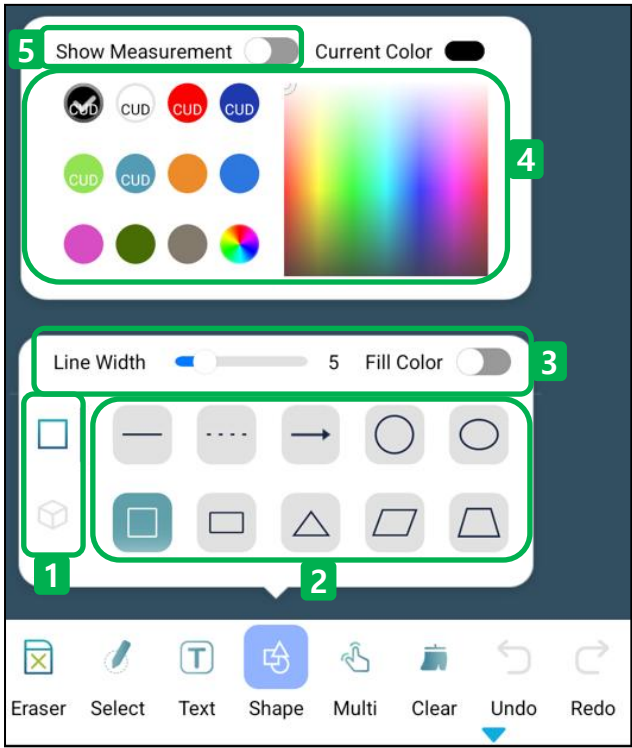 5
Show Measurement Current Color
CUD CUD CUD CUD
4
CUD CUD
Line Width 5 Fill Color
3
1
2
T
Eraser Select Text Shape Multi Clear Undo Redo